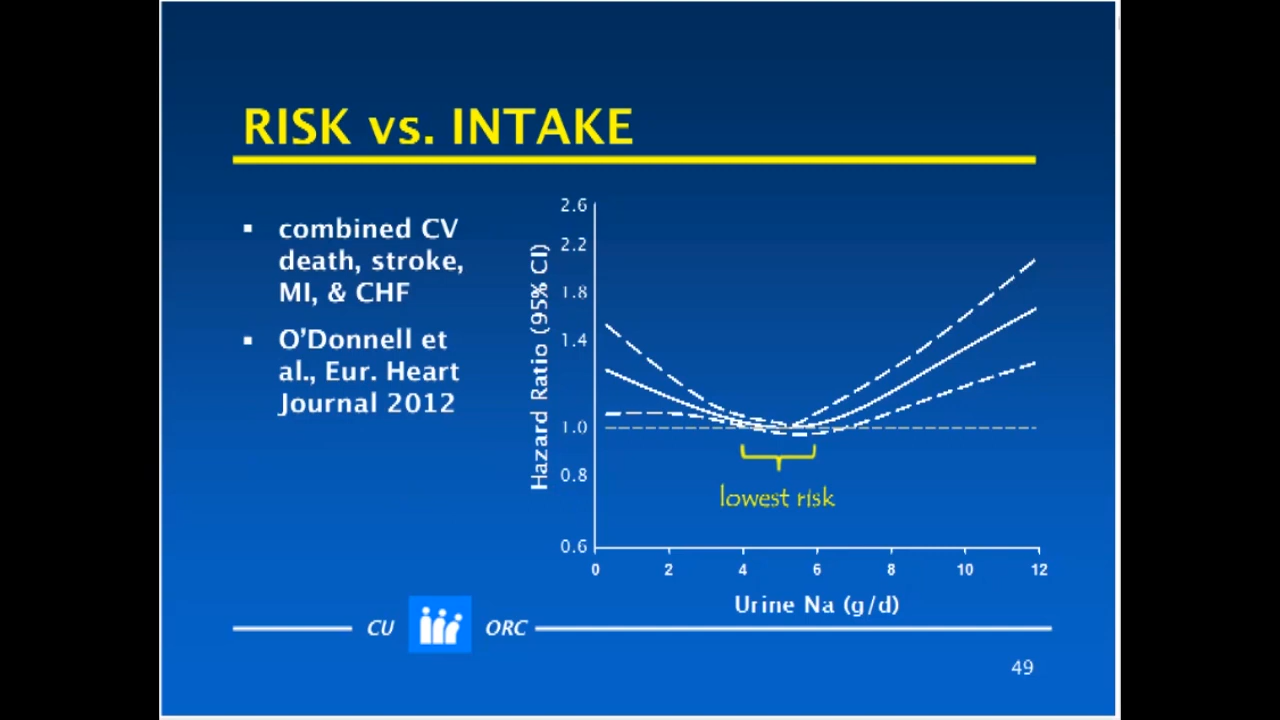 RISK vs. INTAKE
▪ combined CV
death, stroke,
MI, & CHF
▪ O’Donnell et
al., Eur. Heart
Journal 2012
Hazard Ratio (95% CI)
2.6
2.2
1.8
1.4
1.0
0.8
0.6
lowest risk
0 2 4 6 8 10 12
Urine Na (g/d)
CU ORC
49